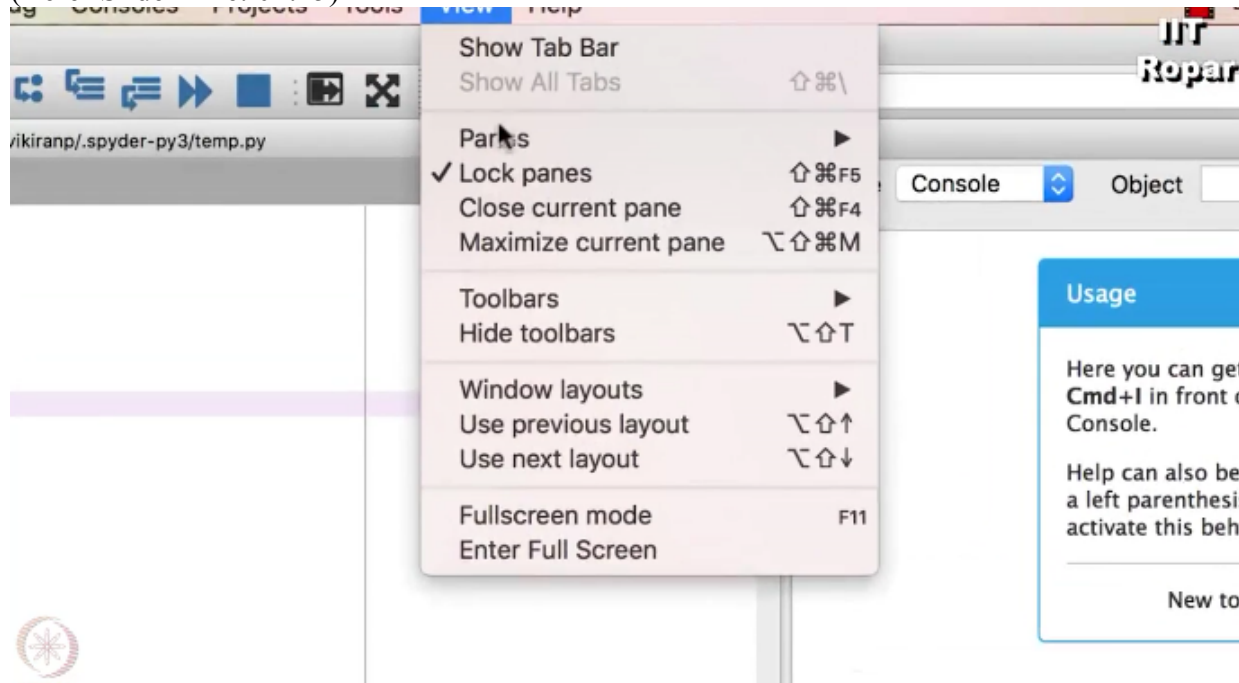 Consoles Projects Tools View Help
IIT
Ropar
Show Tab Bar
Show All Tabs ⇧⌘\
vikiranp/.spyder-py3/temp.py
Panes ▶
✓ Lock panes ⇧⌘F5
Close current pane ⇧⌘F4
Maximize current pane ⌥⇧⌘M
Console
Object
Toolbars ▶
Hide toolbars ⌥⇧T
Usage
Window layouts ▶
Use previous layout ⌥⇧↑
Use next layout ⌥⇧↓
Here you can get
Cmd+I in front
Console.
Help can also be
a left parenthesi
activate this beh
Fullscreen mode F11
Enter Full Screen
New to